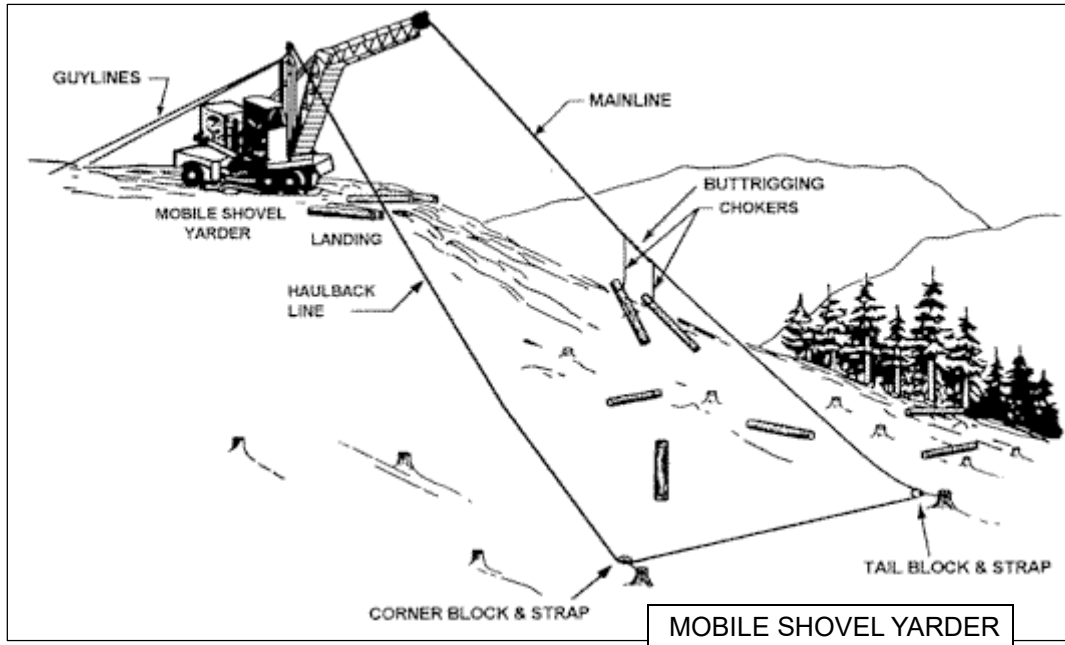 GUYLINES
MAINLINE
BUTTRIGGING
CHOKERS
MOBILE SHOVEL
YARDER
LANDING
HAULBACK
LINE
TAIL BLOCK & STRAP
CORNER BLOCK & STRAP
MOBILE SHOVEL YARDER